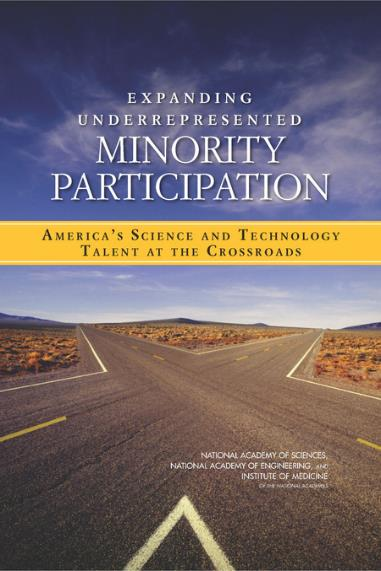 EXPANDING
UNDERREPRESENTED
MINORITY
PARTICIPATION
AMERICA'S SCIENCE AND TECHNOLOGY
TALENT AT THE CROSSROADS
NATIONAL ACADEMY OF SCIENCES,
NATIONAL ACADEMY OF ENGINEERING, AND
INSTITUTE OF MEDICINE
OF THE NATIONAL ACADEMIES